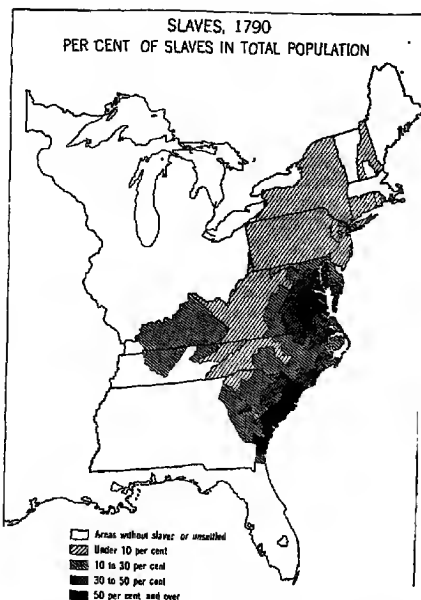 SLAVES, 1790
PER CENT OF SLAVES IN TOTAL POPULATION
Areas without slaves or unsettled
Under 10 per cent
10 to 30 per cent
30 to 50 per cent
50 per cent and over